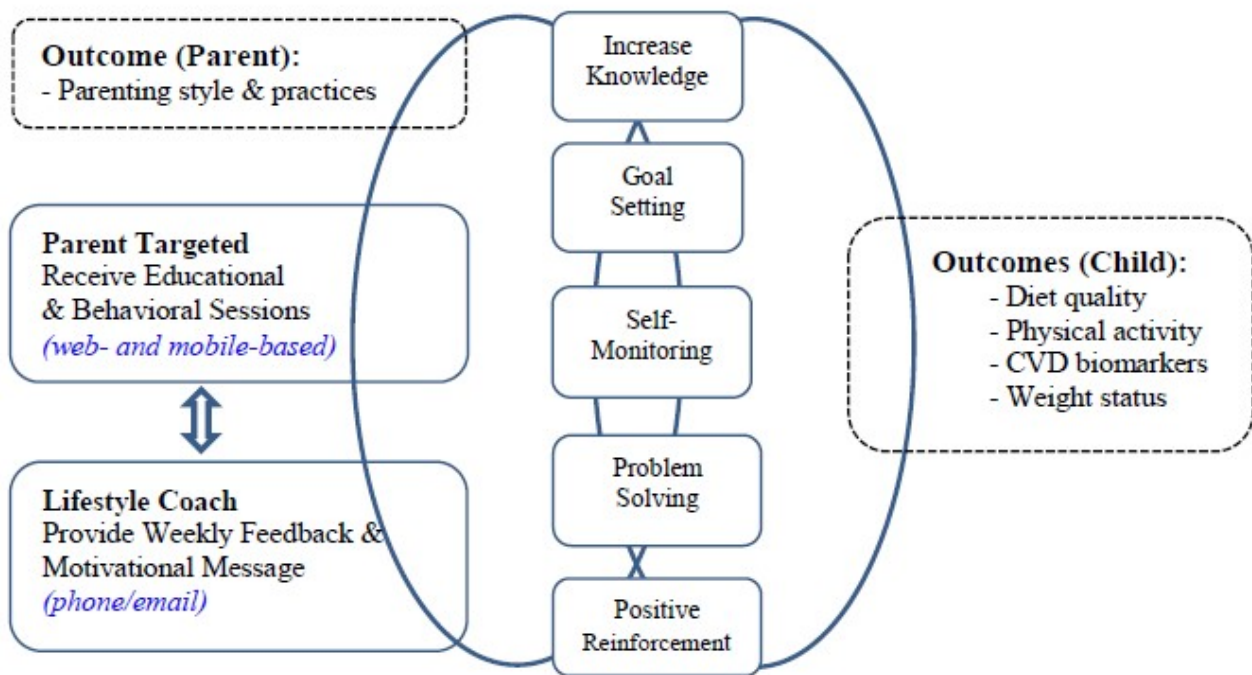 Outcome (Parent):
- Parenting style & practices
Parent Targeted
Receive Educational
& Behavioral Sessions
(web- and mobile-based)
Lifestyle Coach
Provide Weekly Feedback &
Motivational Message
(phone/email)
Increase
Knowledge
Goal
Setting
Self-
Monitoring
Problem
Solving
Positive
Reinforcement
Outcomes (Child):
- Diet quality
- Physical activity
- CVD biomarkers
- Weight status